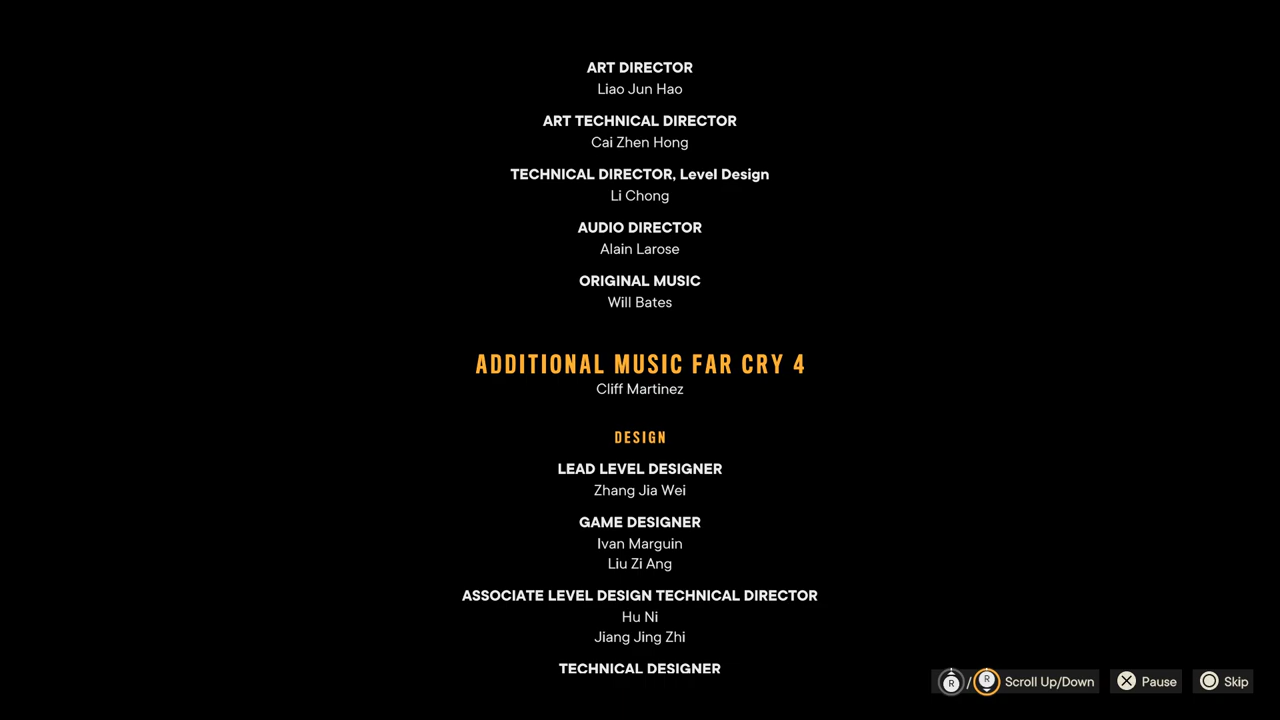 ART DIRECTOR
Liao Jun Hao
ART TECHNICAL DIRECTOR
Cai Zhen Hong
TECHNICAL DIRECTOR, Level Design
Li Chong
AUDIO DIRECTOR
Alain Larose
ORIGINAL MUSIC
Will Bates
ADDITIONAL MUSIC FAR CRY 4
Cliff Martinez
DESIGN
LEAD LEVEL DESIGNER
Zhang Jia Wei
GAME DESIGNER
Ivan Marguin
Liu Zi Ang
ASSOCIATE LEVEL DESIGN TECHNICAL DIRECTOR
Hu Ni
Jiang Jing Zhi
TECHNICAL DESIGNER
R / R Scroll Up/Down Pause Skip